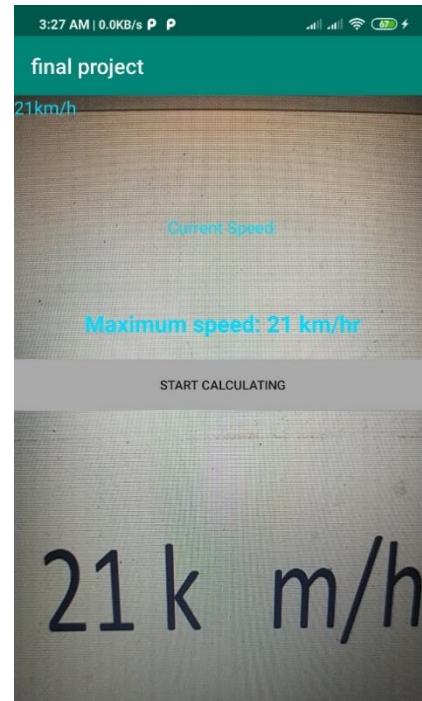 3:27 AM | 0.0KB/s P P 67
final project
21km/h
Current Speed
Maximum speed: 21 km/hr
START CALCULATING
21 k m/h